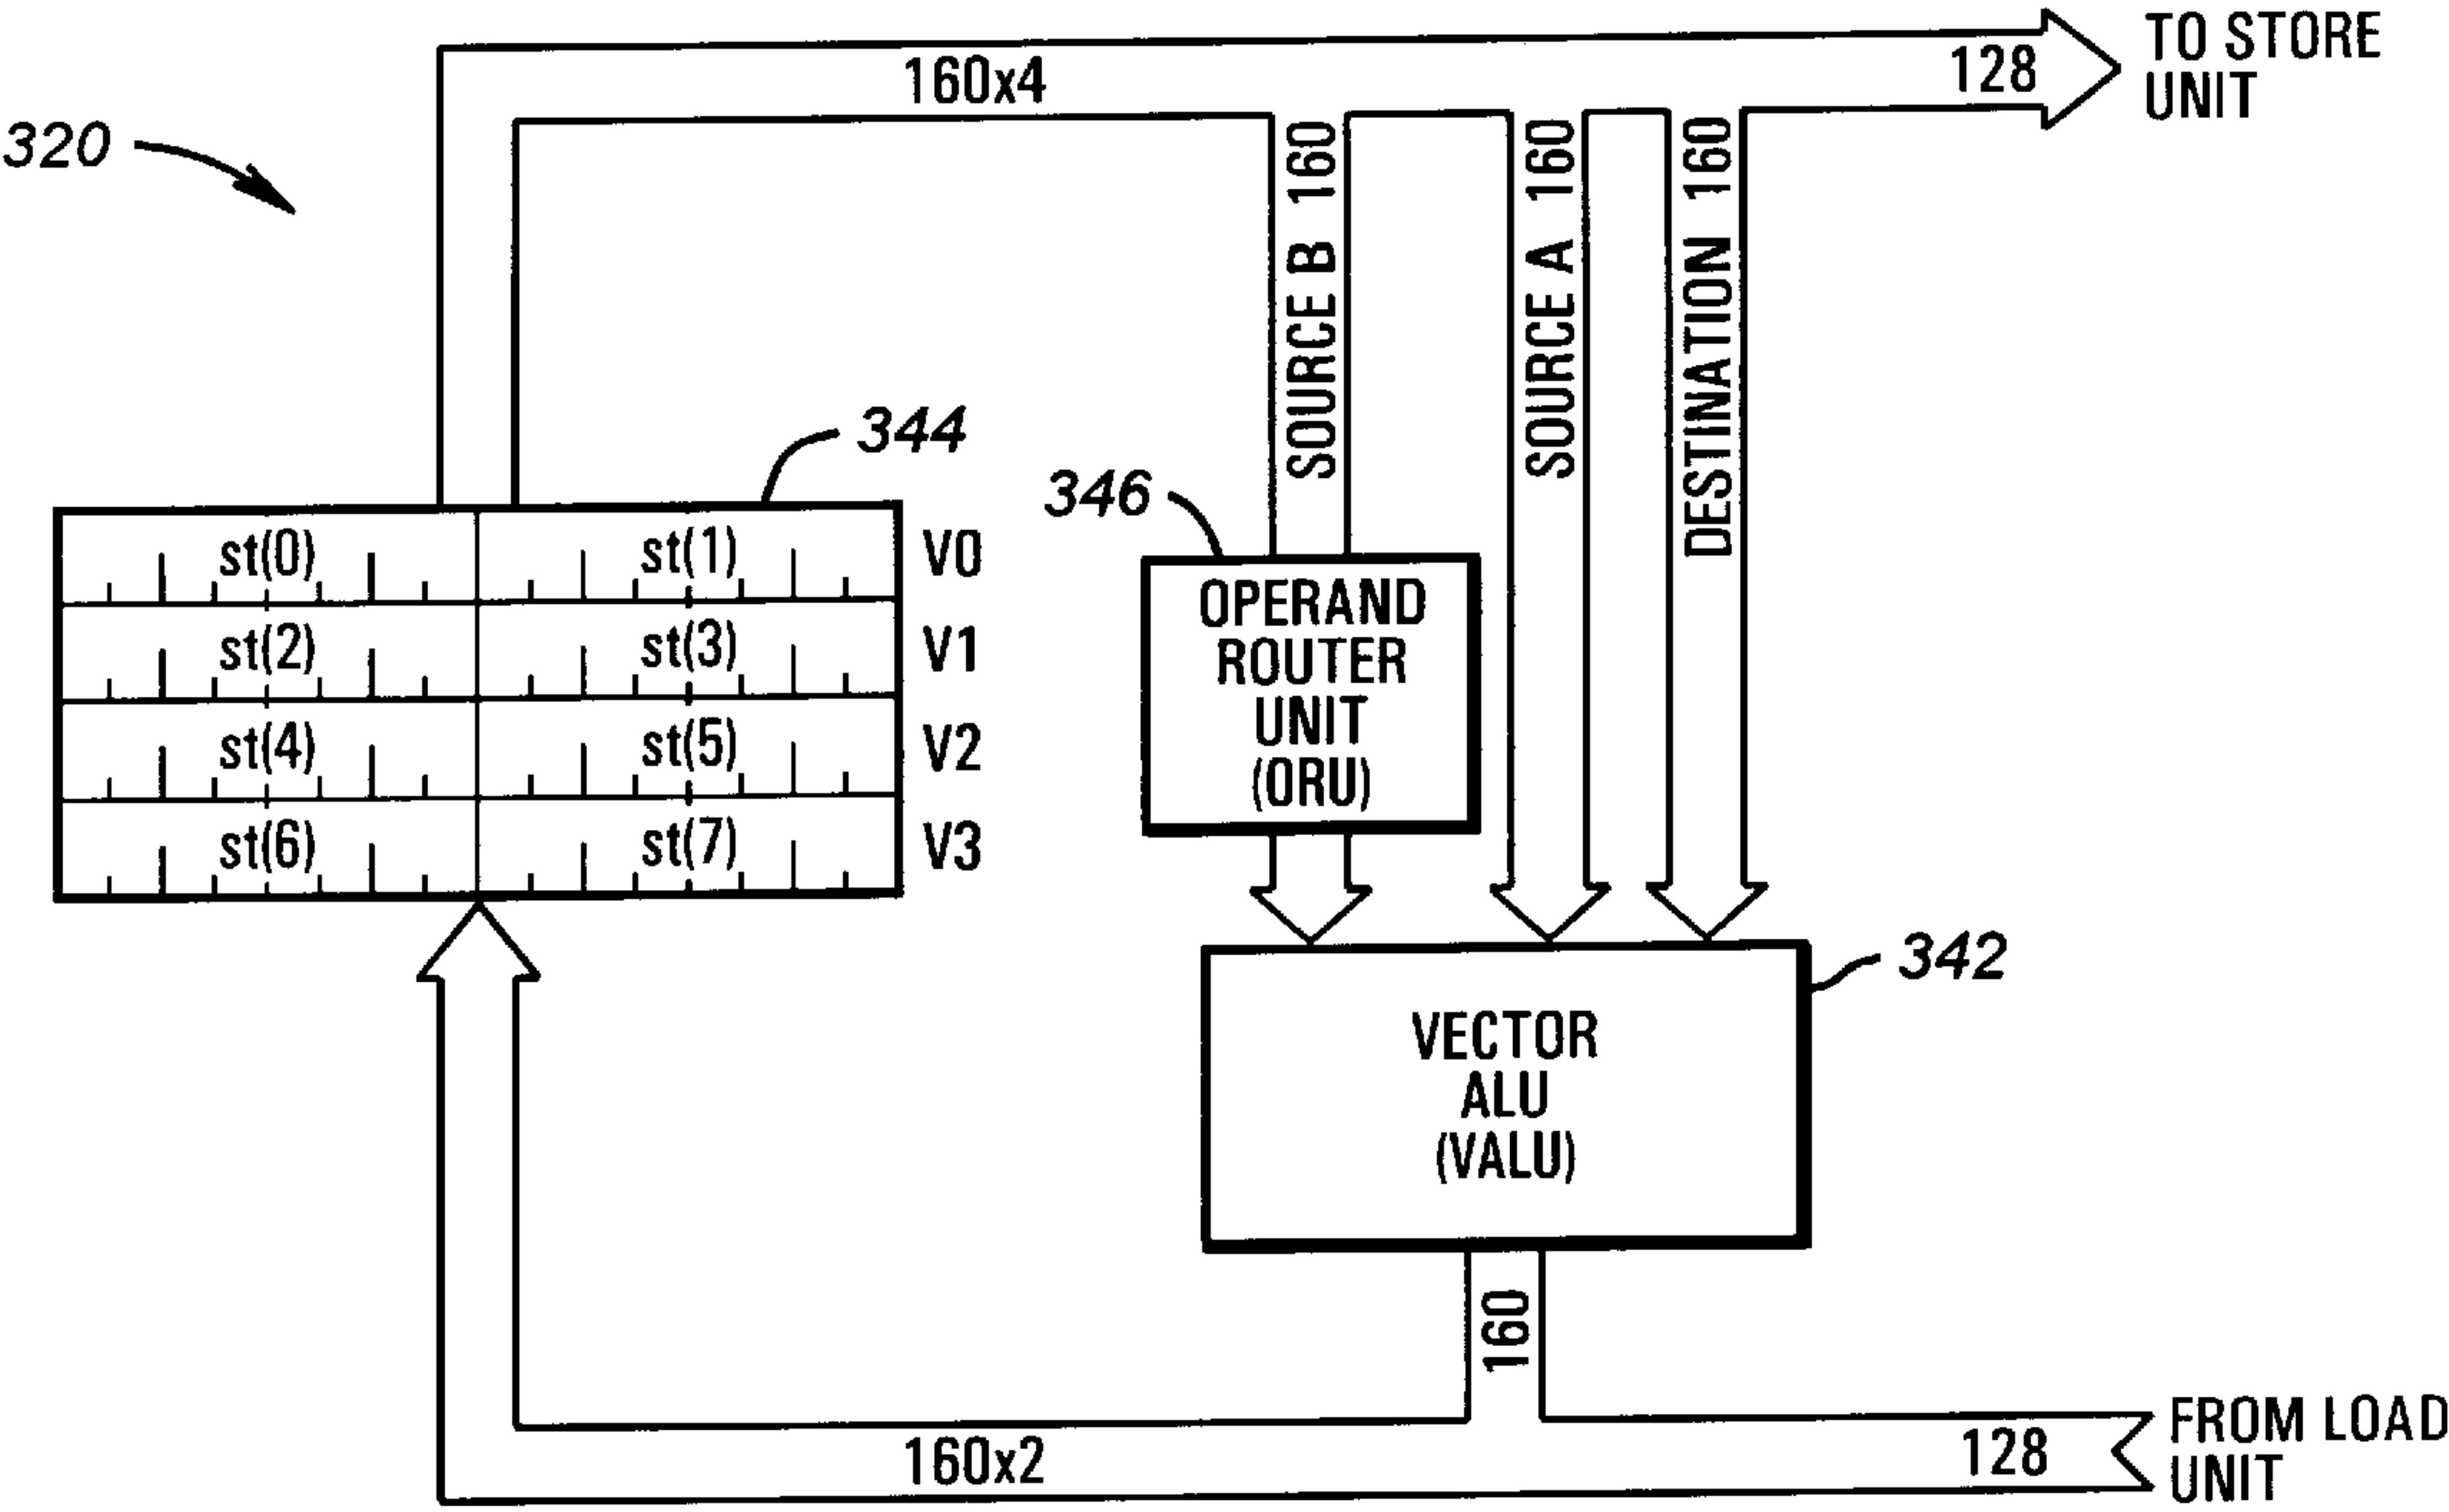 TO STORE
UNIT
160x4
128
320
SOURCE B 160
SOURCE A 160
DESTINATION 160
344
346
st(0) st(1) V0
st(2) st(3) V1
st(4) st(5) V2
st(6) st(7) V3
OPERAND
ROUTER
UNIT
(ORU)
342
VECTOR
ALU
(VALU)
160
160x2
128
FROM LOAD
UNIT